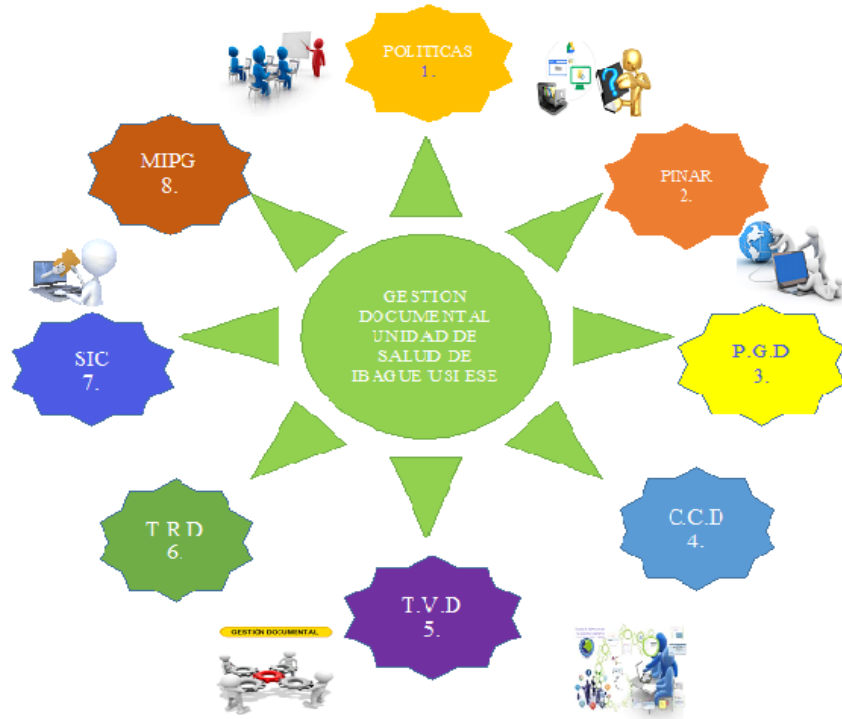 POLITICAS
1.
MIPG
8.
PINAR
2.
GESTION
DOCUMENTAL
UNIDAD DE
SALUD DE
IBAGUE USI ESE
SIC
7.
P.G.D
3.
T.R.D
6.
C.C.D
4.
T.V.D
5.
GESTION DOCUMENTAL